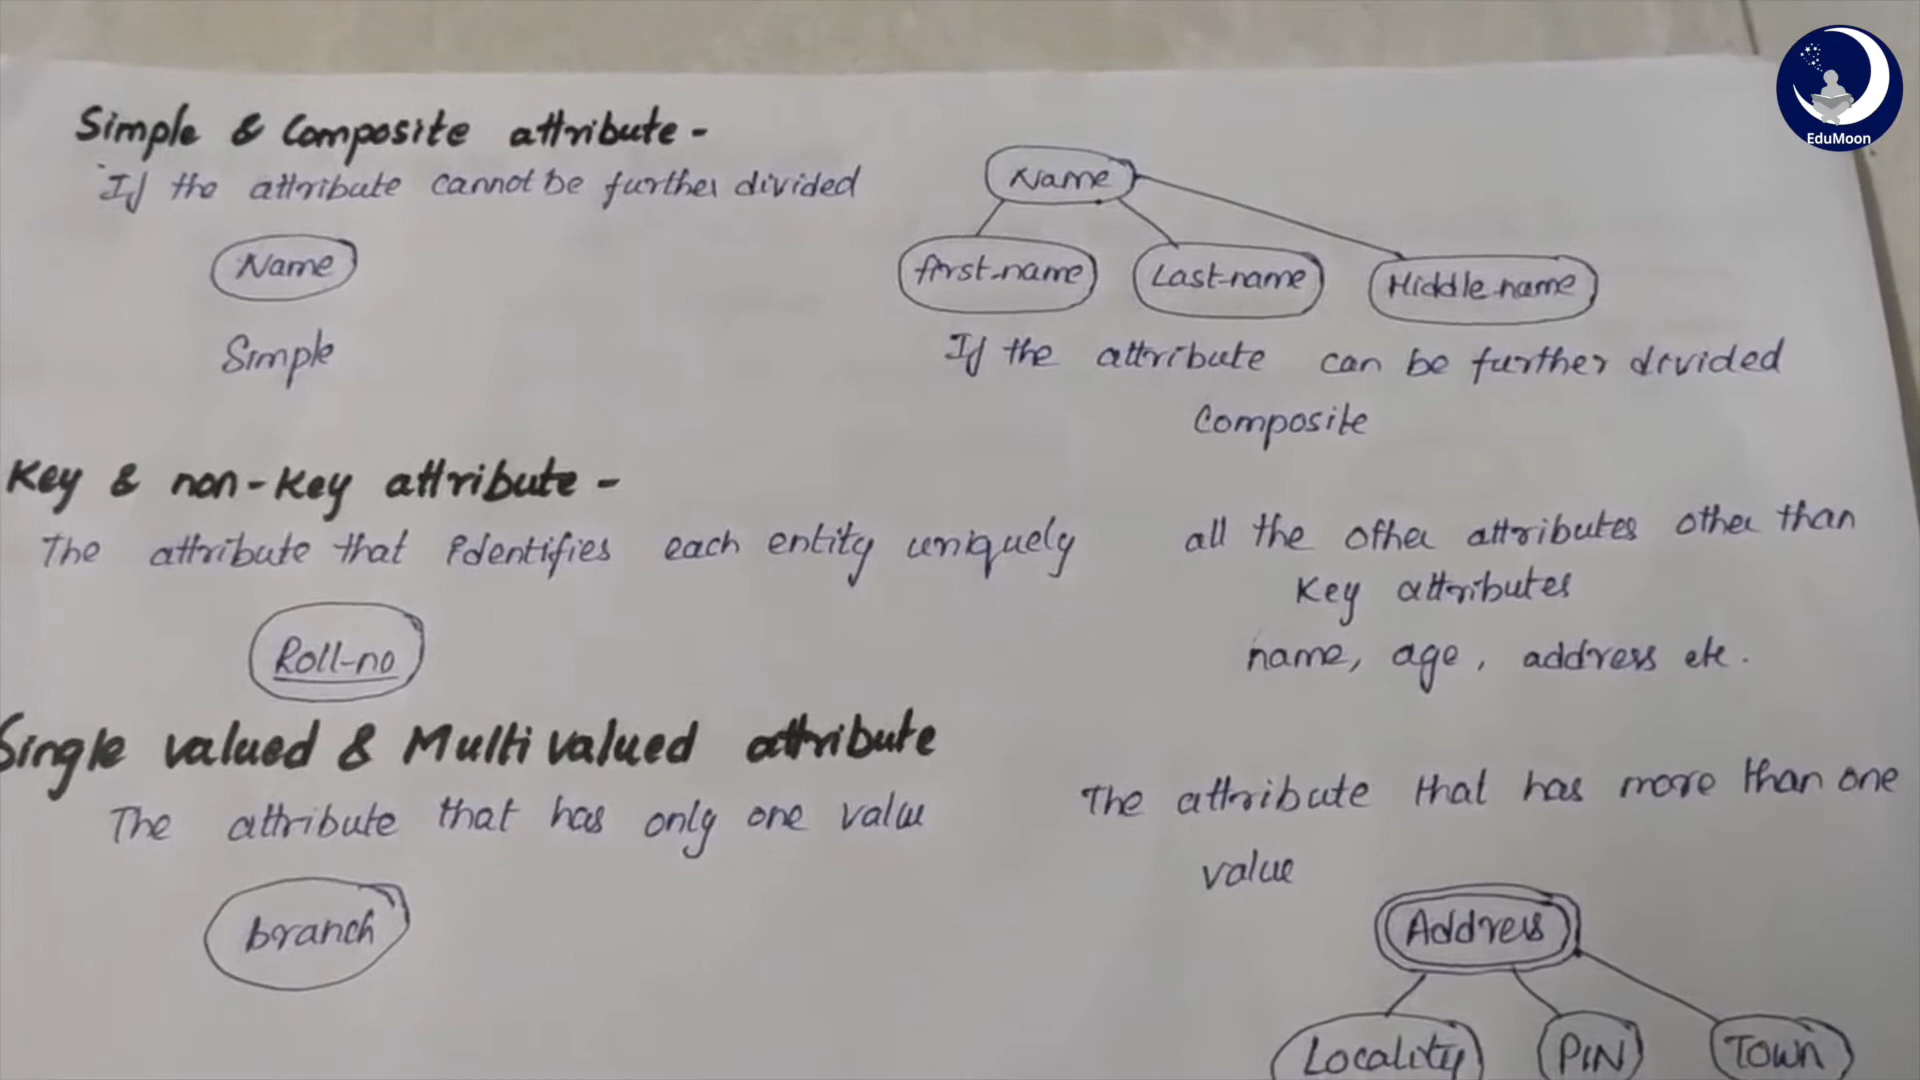 Simple & Composite attribute -
If the attribute cannot be further divided
Name
Simple
Name
first-name Last-name Middle-name
If the attribute can be further divided
Composite
Key & non-key attribute -
The attribute that identifies each entity uniquely
Roll-no
all the other attributes other than
Key attributes
name, age, address etc.
Single valued & Multi valued attribute
The attribute that has only one value
branch
The attribute that has more than one
value
Address
Locality PIN Town
EduMoon